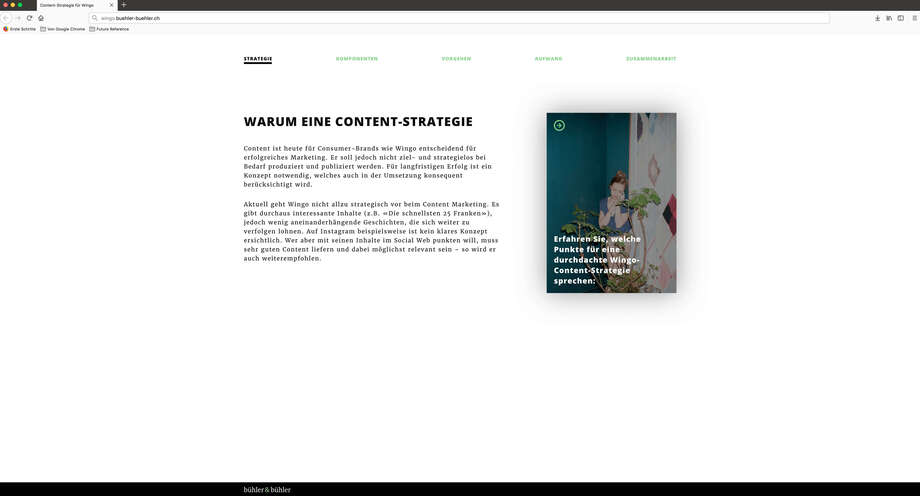 Content-Strategie für Wingo
wingo.buehler-buehler.ch
Erste Schritte
Von Google Chrome
Future Reference
STRATEGIE
KOMPONENTEN
VORGEHEN
AUFWAND
ZUSAMMENARBEIT
WARUM EINE CONTENT-STRATEGIE
Content ist heute für Consumer-Brands wie Wingo entscheidend für
erfolgreiches Marketing. Er soll jedoch nicht ziel- und strategielos bei
Bedarf produziert und publiziert werden. Für langfristigen Erfolg ist ein
Konzept notwendig, welches auch in der Umsetzung konsequent
berücksichtigt wird.
Aktuell geht Wingo nicht allzu strategisch vor beim Content Marketing. Es
gibt durchaus interessante Inhalte (z.B. «Die schnellsten 25 Franken»),
jedoch wenig aneinanderhängende Geschichten, die sich weiter zu
verfolgen lohnen. Auf Instagram beispielsweise ist kein klares Konzept
ersichtlich. Wer aber mit seinen Inhalte im Social Web punkten will, muss
sehr guten Content liefern und dabei möglichst relevant sein – so wird er
auch weiterempfohlen.
Erfahren Sie, welche
Punkte für eine
durchdachte Wingo-
Content-Strategie
sprechen:
bühler & bühler